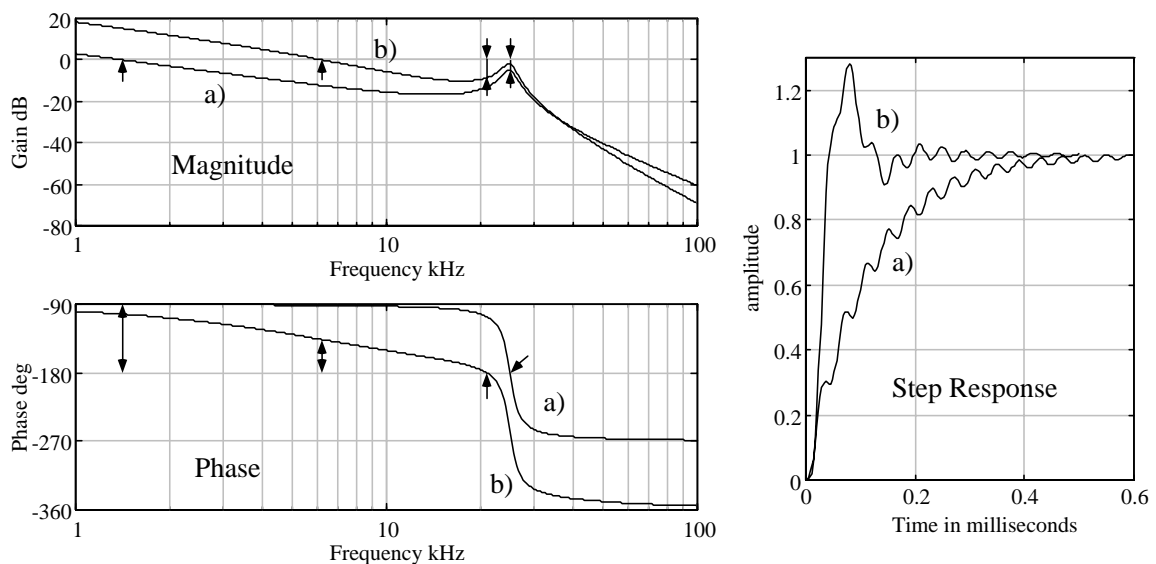 20
0
-20
-40
-60
-80
Gain dB
b)
a)
Magnitude
1
10
100
Frequency kHz
-90
-180
-270
-360
Phase deg
a)
b)
Phase
1
10
100
Frequency kHz
1.2
1
0.8
0.6
0.4
0.2
0
amplitude
b)
a)
Step Response
0
0.2
0.4
0.6
Time in milliseconds